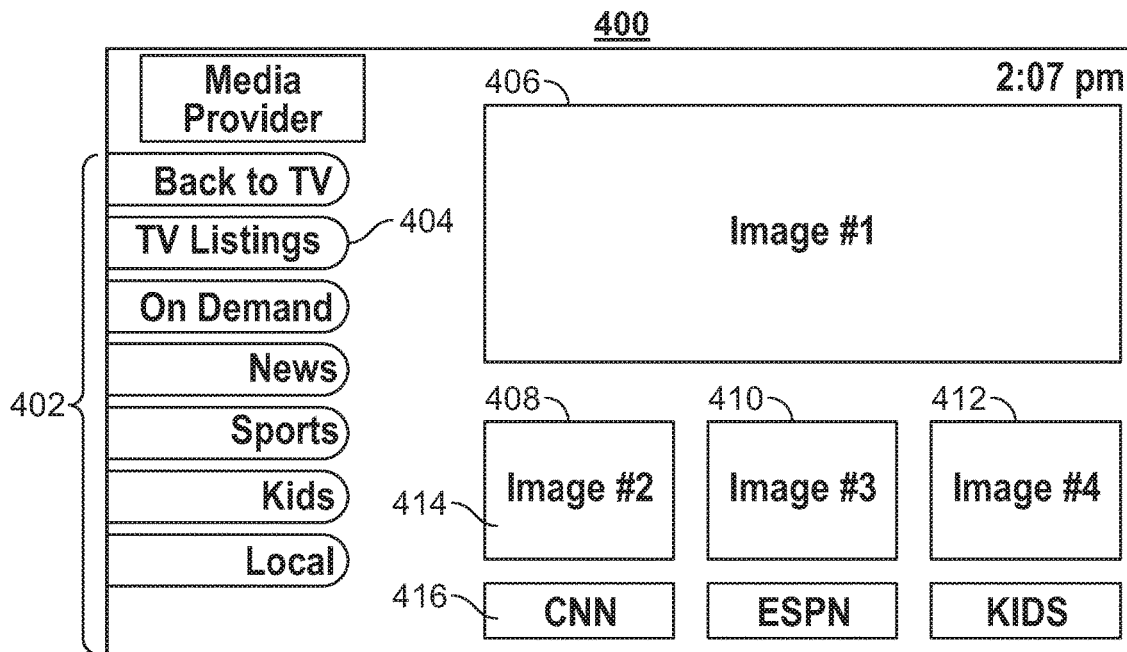 400
Media
Provider
2:07 pm
406
Back to TV
TV Listings
404
Image #1
On Demand
News
402
Sports
Kids
Local
408
410
412
Image #2
Image #3
Image #4
414
416
CNN
ESPN
KIDS